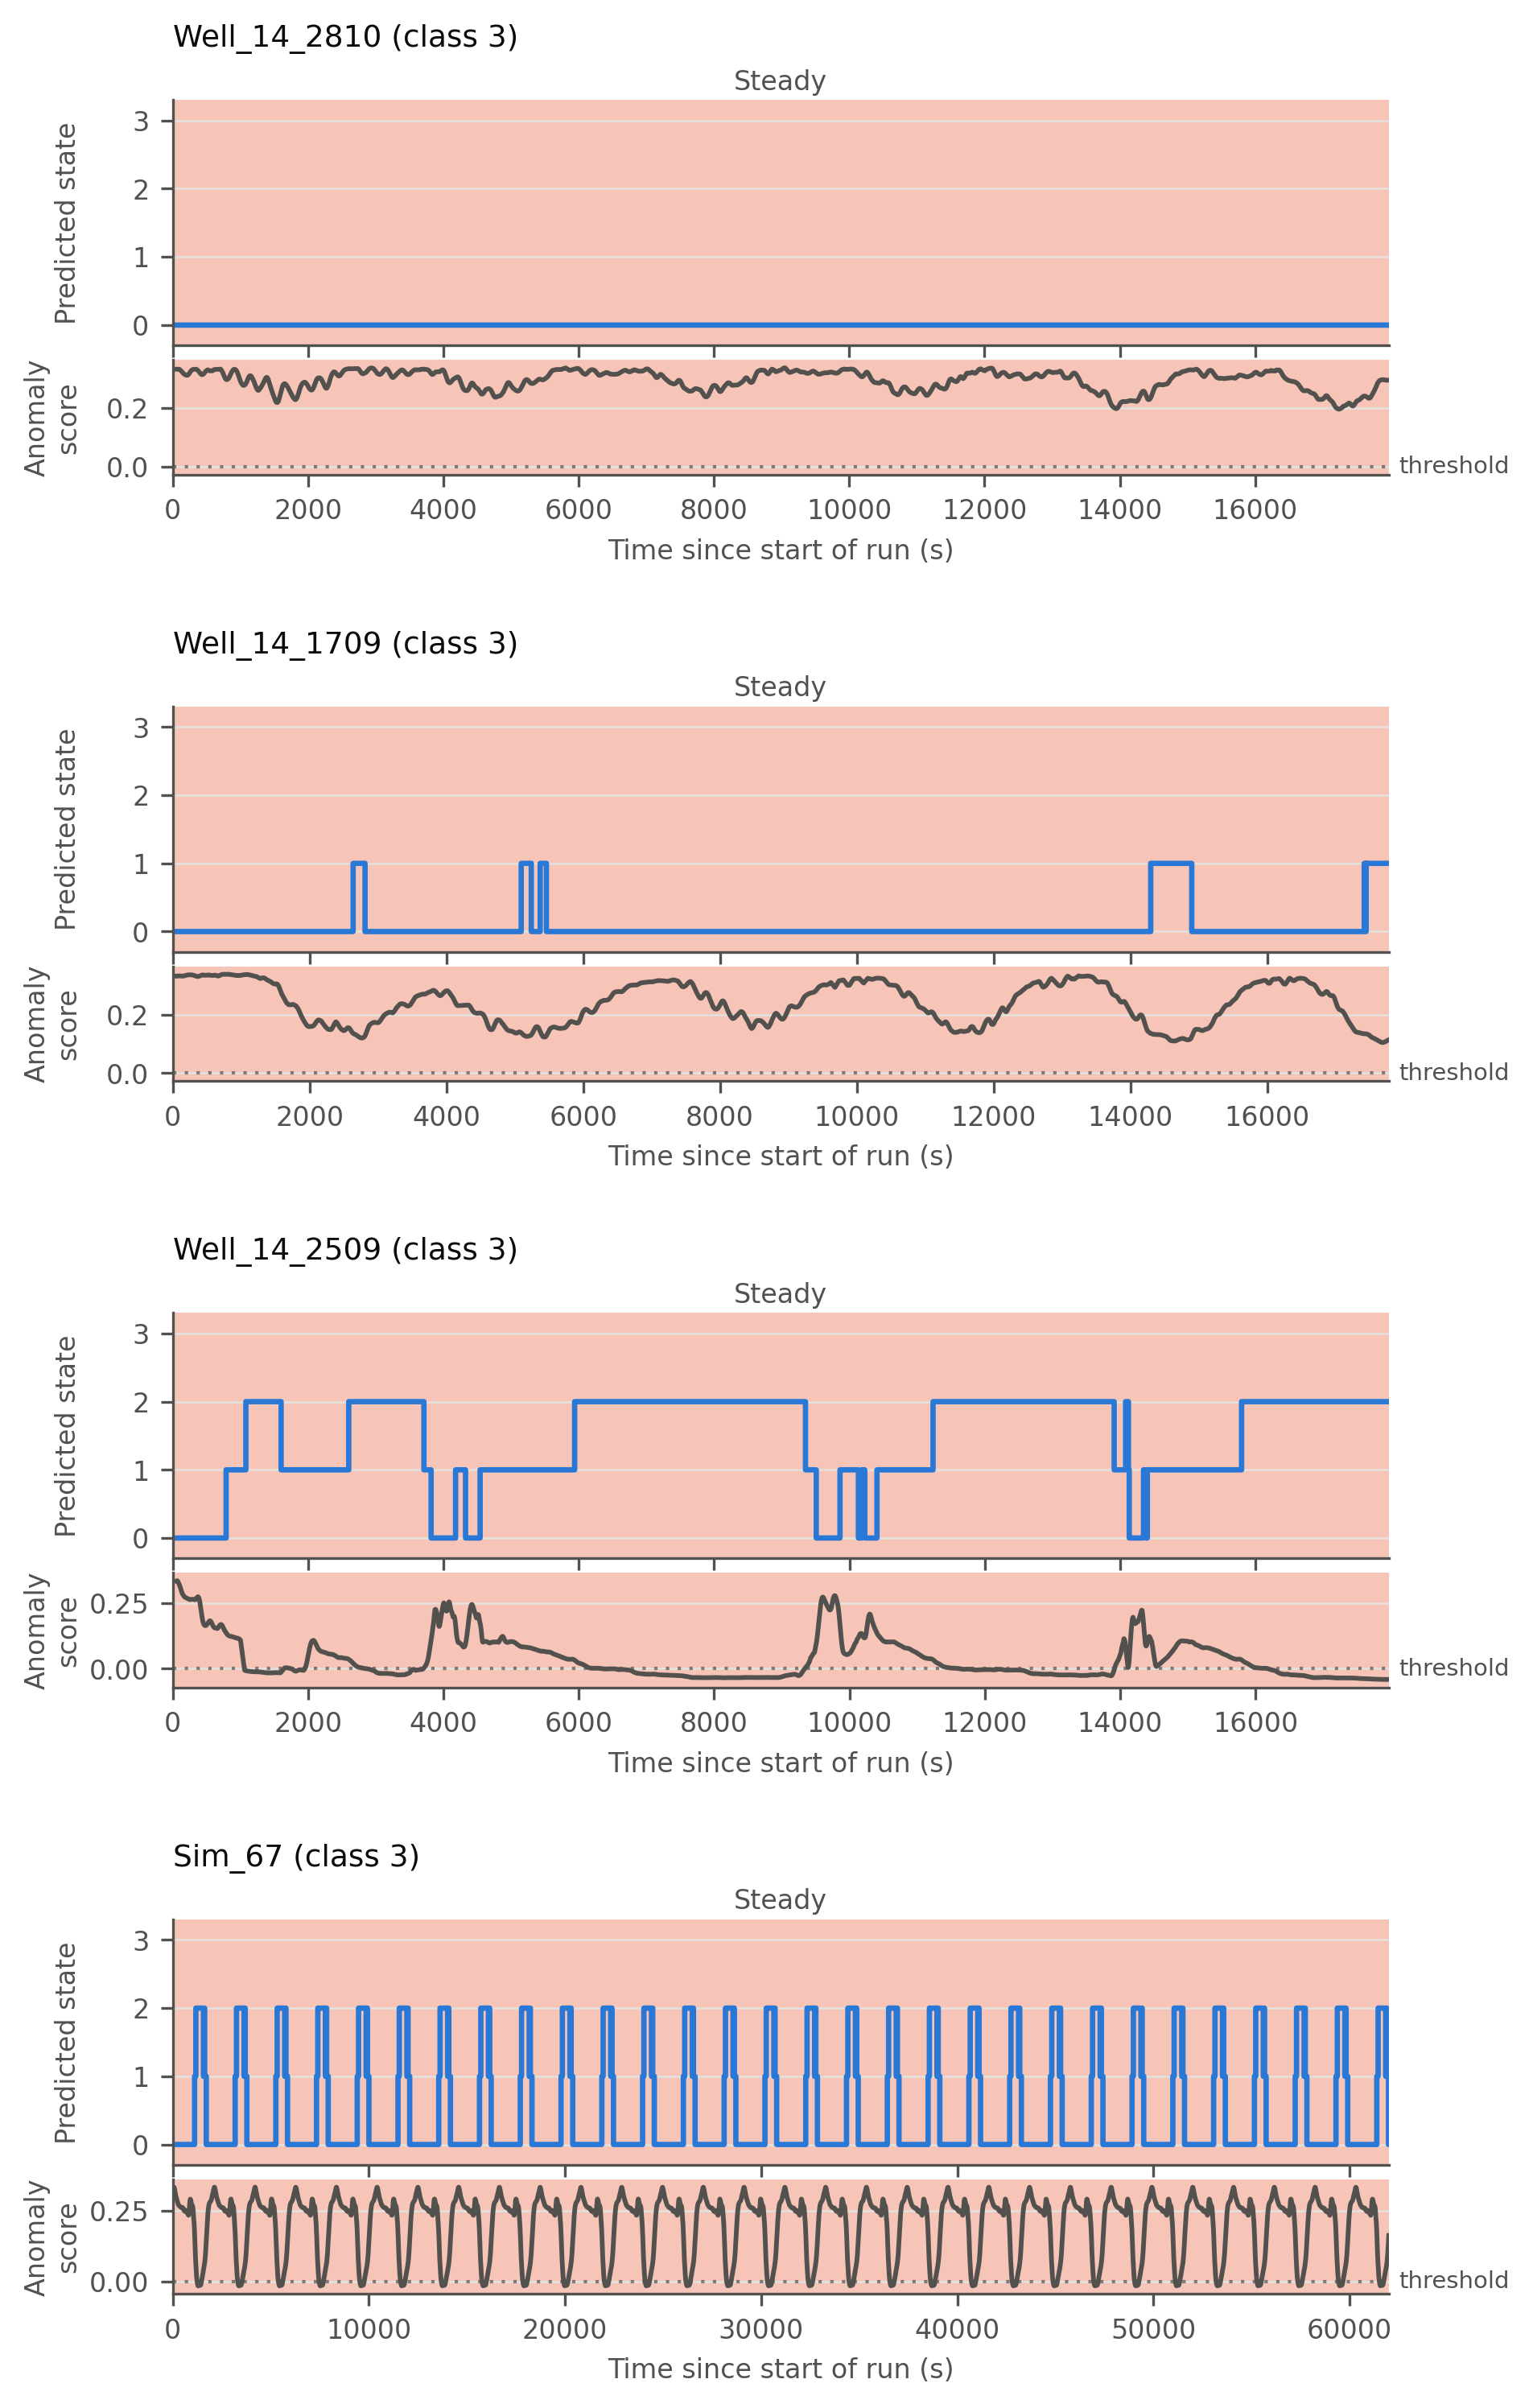 Well_14_2810 (class 3)
Steady
Predicted state
3
2
1
0
Anomaly
score
0.2
0.0
threshold
0 2000 4000 6000 8000 10000 12000 14000 16000
Time since start of run (s)
Well_14_1709 (class 3)
Steady
Predicted state
3
2
1
0
Anomaly
score
0.2
0.0
threshold
0 2000 4000 6000 8000 10000 12000 14000 16000
Time since start of run (s)
Well_14_2509 (class 3)
Steady
Predicted state
3
2
1
0
Anomaly
score
0.25
0.00
threshold
0 2000 4000 6000 8000 10000 12000 14000 16000
Time since start of run (s)
Sim_67 (class 3)
Steady
Predicted state
3
2
1
0
Anomaly
score
0.25
0.00
threshold
0 10000 20000 30000 40000 50000 60000
Time since start of run (s)